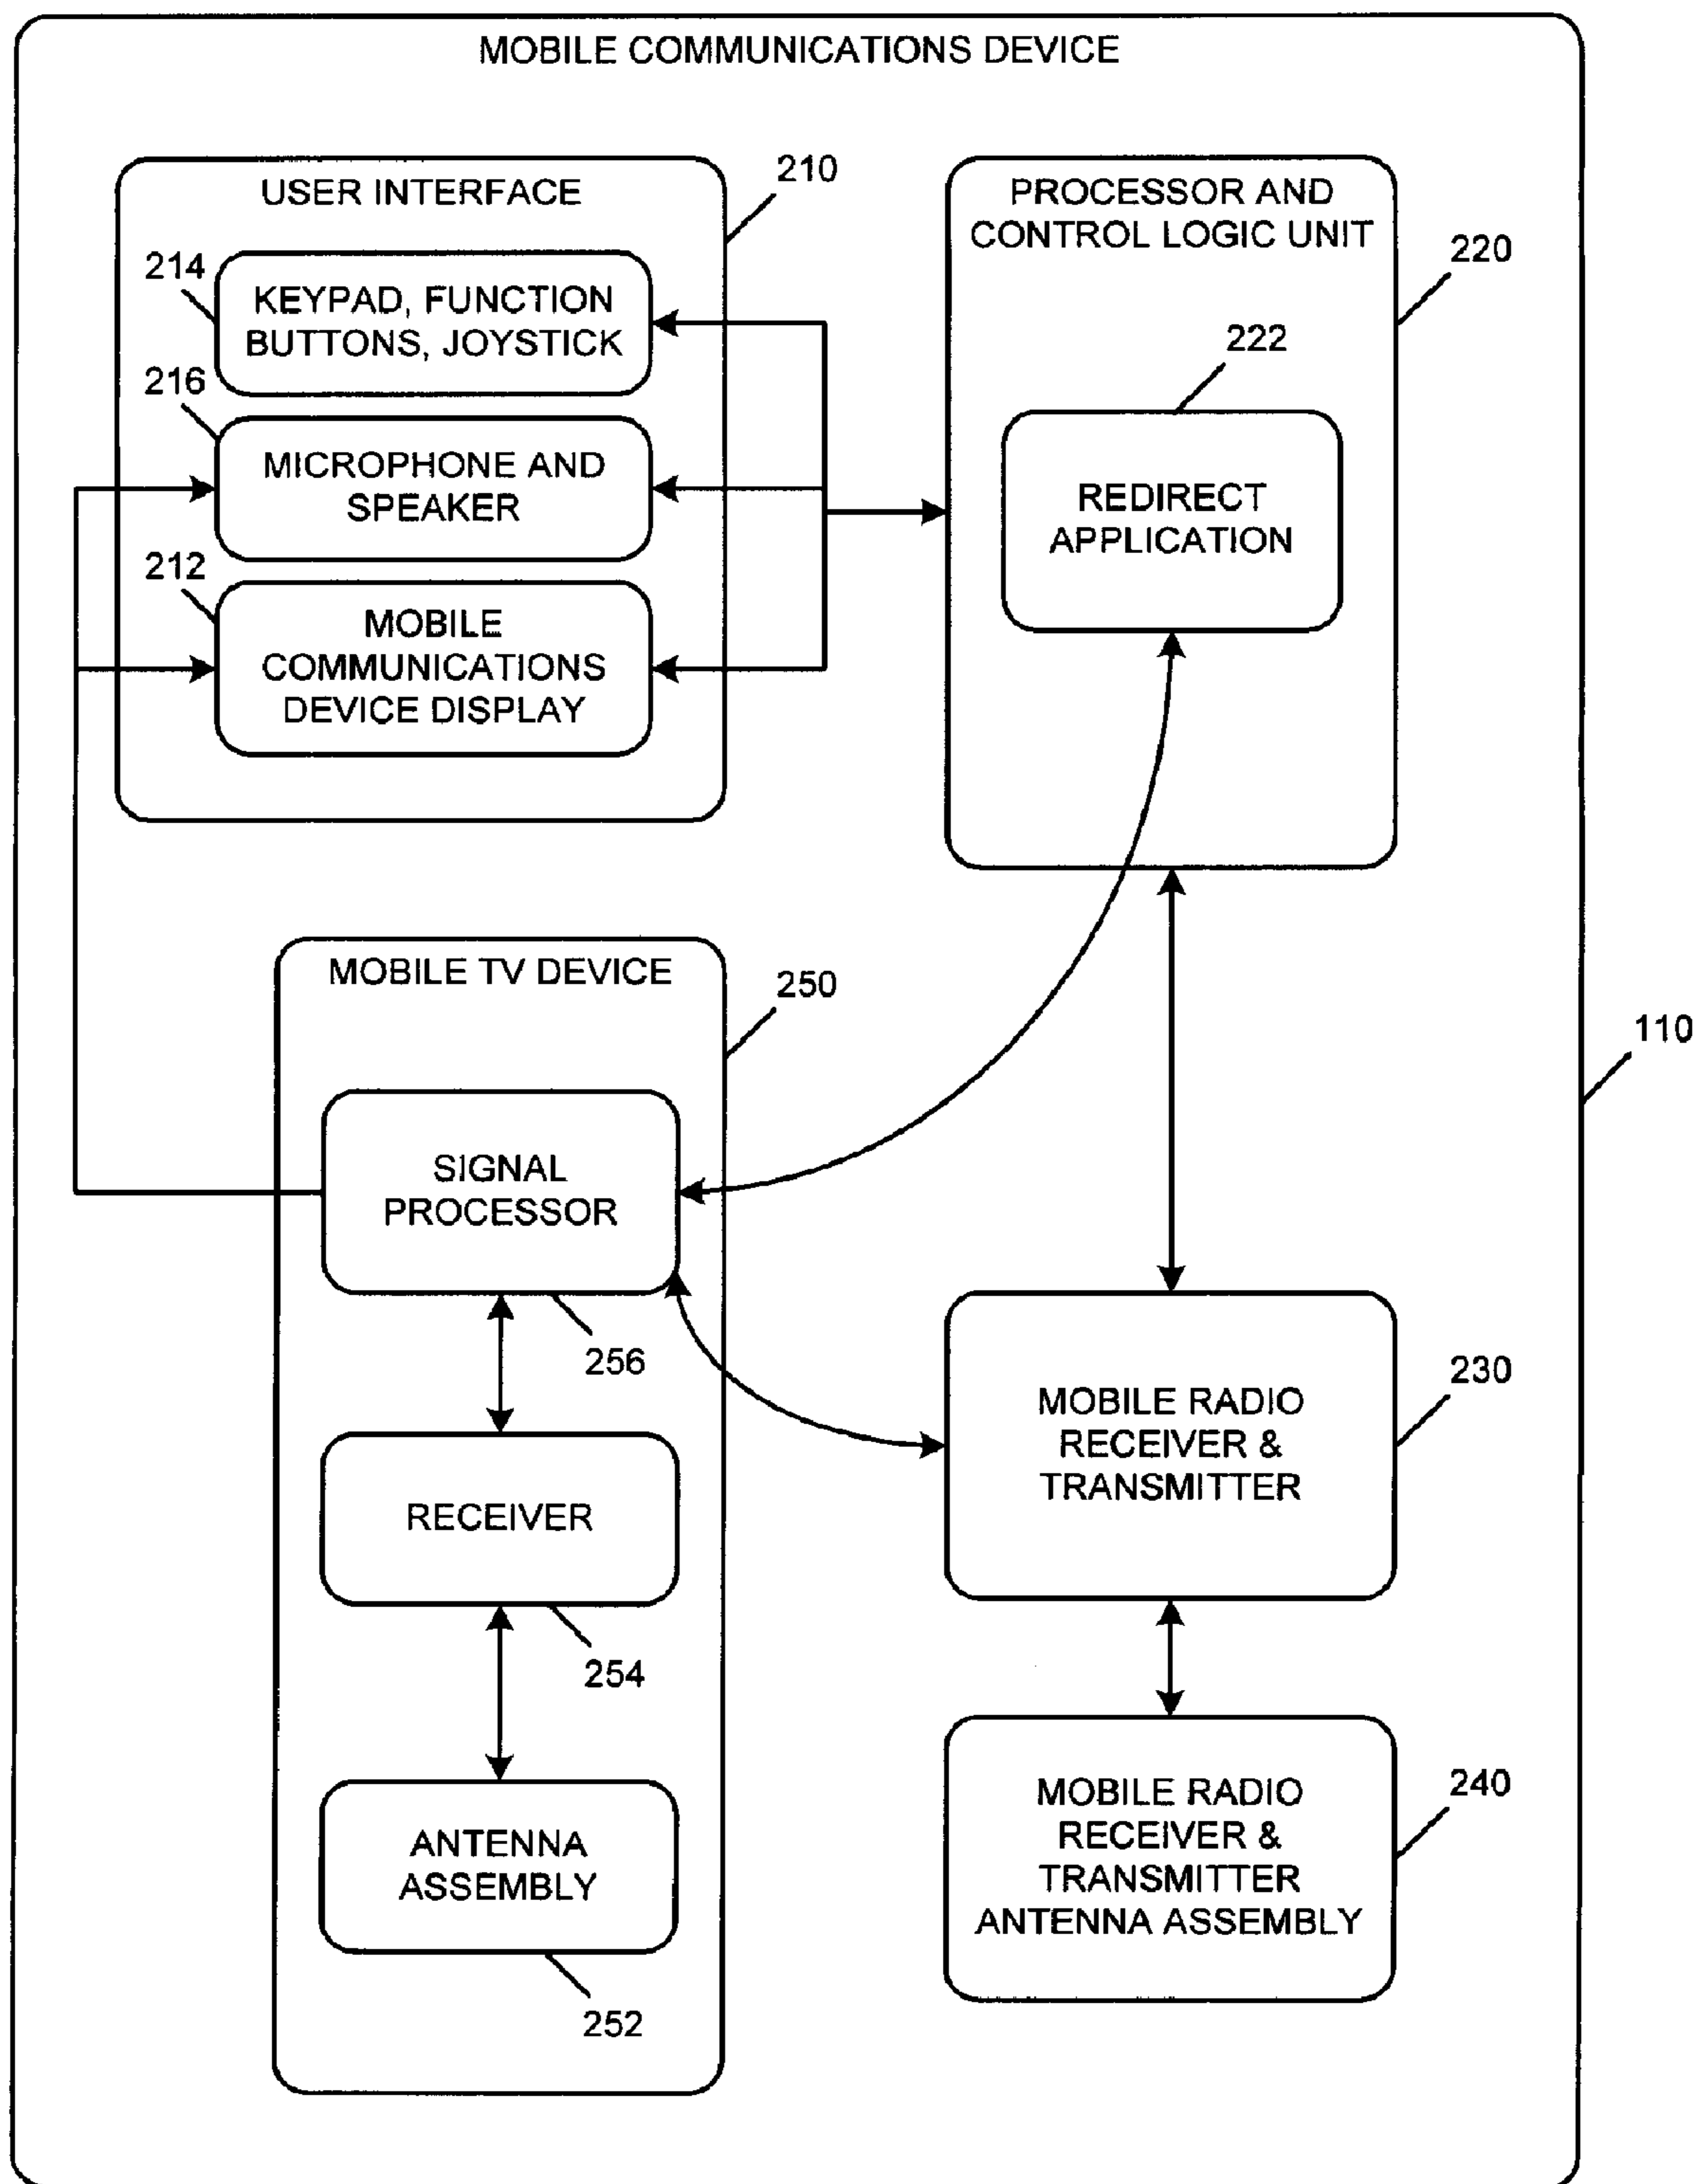 MOBILE COMMUNICATIONS DEVICE
USER INTERFACE
210
214
KEYPAD, FUNCTION
BUTTONS, JOYSTICK
216
MICROPHONE AND
SPEAKER
212
MOBILE
COMMUNICATIONS
DEVICE DISPLAY
PROCESSOR AND
CONTROL LOGIC UNIT
220
222
REDIRECT
APPLICATION
MOBILE TV DEVICE
250
110
SIGNAL
PROCESSOR
256
RECEIVER
254
ANTENNA
ASSEMBLY
252
MOBILE RADIO
RECEIVER &
TRANSMITTER
230
MOBILE RADIO
RECEIVER &
TRANSMITTER
ANTENNA ASSEMBLY
240